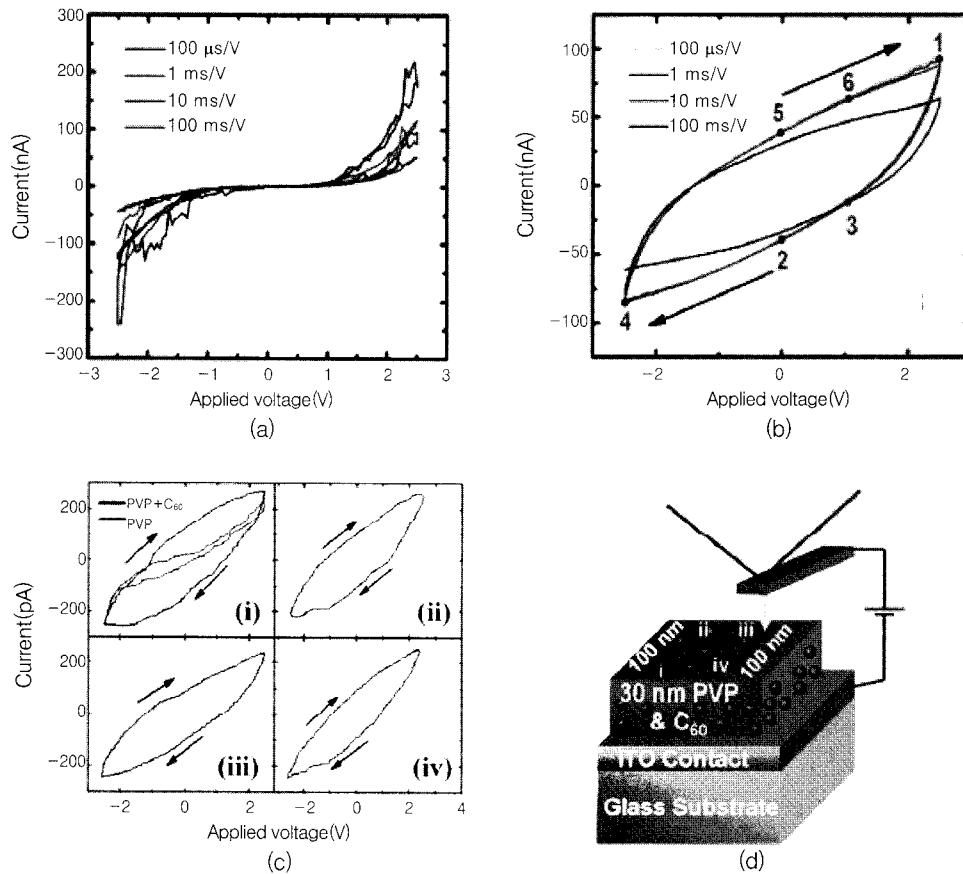 300
200
100
0
−100
−200
−300
−3 −2 −1 0 1 2 3
Current(nA)
Applied voltage(V)
100 μs/V
1 ms/V
10 ms/V
100 ms/V
(a)
100
50
0
−50
−100
−2 0 2
Current(nA)
Applied voltage(V)
100 μs/V
1 ms/V
10 ms/V
100 ms/V
1
6
5
3
2
4
(b)
200
0
−200
200
0
−200
−2 0 2 −2 0 2 4
Current(pA)
Applied voltage(V)
PVP+C60
PVP
(i)
(ii)
(iii)
(iv)
(c)
ii iii
100 nm
i iv
100 nm
30 nm PVP
& C60
ITO Contact
Glass Substrate
(d)